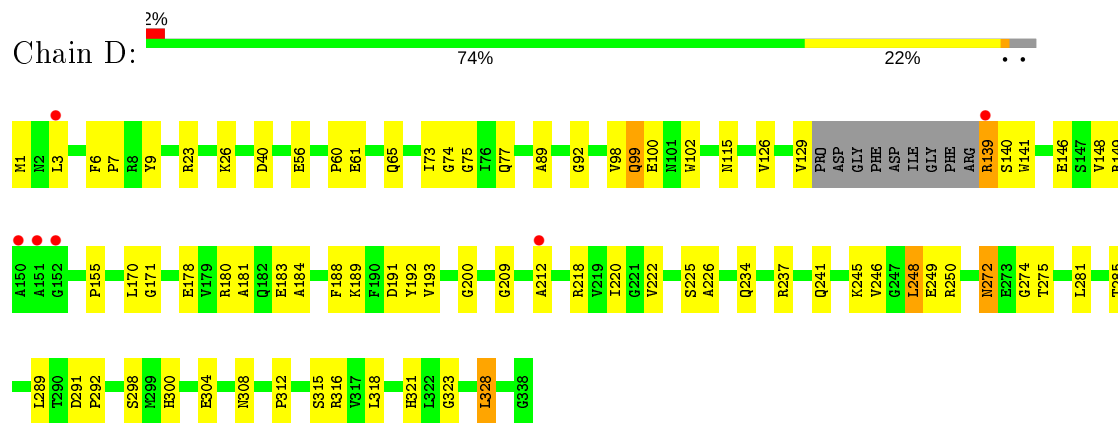 2%
Chain D:
74% 22% • •
M1 N2 L3 F6 P7 R8 Y9 R23 K26 D40 E56 P60 E61 Q65 I73 G74 G75 I76 Q77 A89 G92 V98 Q99 E100 N101 W102 N115 V126 V129 PRO ASP GLY PHE ASP ILE GLY PHE ARG R139 S140 W141 E146 S147 V148 R149
A150 A151 G152 P155 L170 G171 E178 V179 R180 A181 Q182 E183 A184 F188 K189 F190 D191 Y192 V193 G200 G209 A212 R218 V219 I220 G221 V222 S225 A226 Q234 R237 Q241 K245 V246 G247 L248 E249 R250 N272 E273 G274 T275 L281 T285
L289 T290 D291 P292 S298 M299 H300 E304 N308 P312 S315 R316 V317 L318 H321 L322 G323 L328 G338